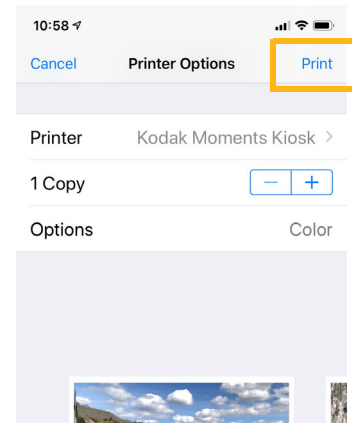 10:58
Cancel Printer Options Print
Printer Kodak Moments Kiosk >
1 Copy − +
Options Color